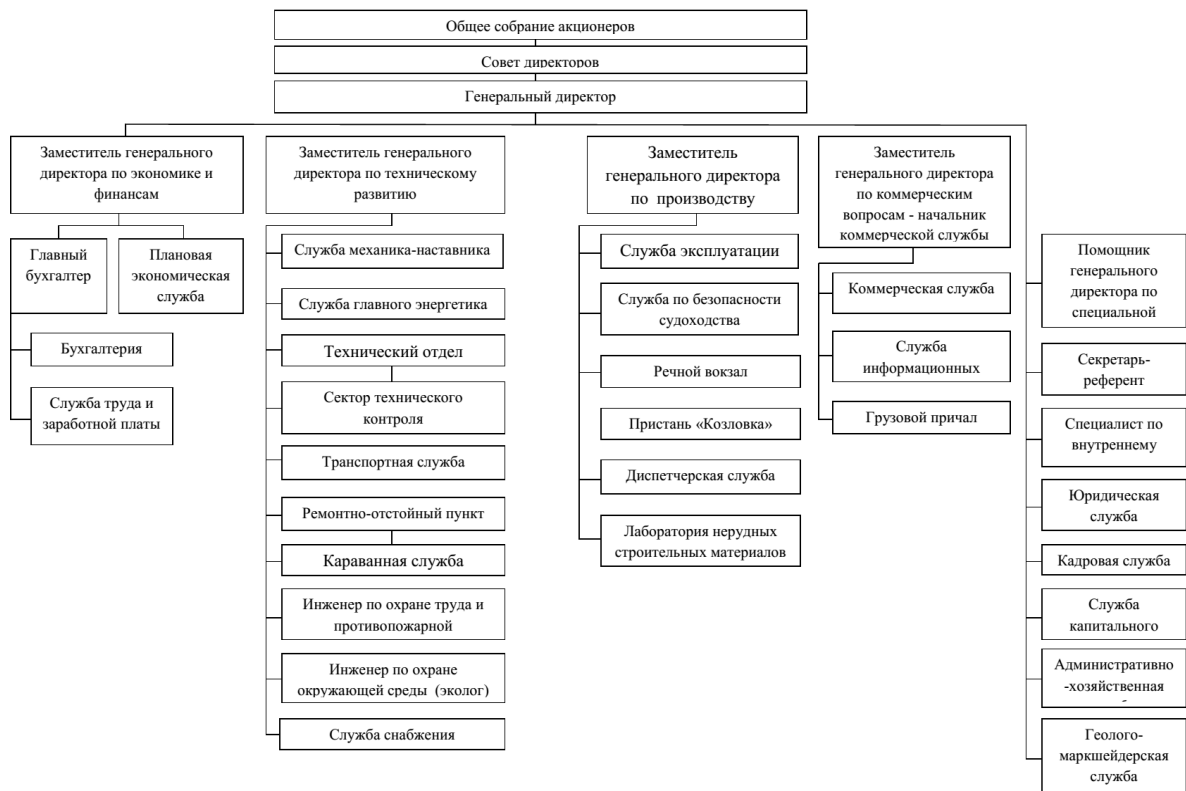 Общее собрание акционеров
Совет директоров
Генеральный директор
Заместитель генерального
директора по экономике и
финансам
Главный
бухгалтер
Плановая
экономическая
служба
Бухгалтерия
Служба труда и
заработной платы
Заместитель генерального
директора по техническому
развитию
Служба механика-наставника
Служба главного энергетика
Технический отдел
Сектор технического
контроля
Транспортная служба
Ремонтно-отстойный пункт
Караванная служба
Инженер по охране труда и
противопожарной
Инженер по охране
окружающей среды (эколог)
Служба снабжения
Заместитель
генерального директора
по производству
Служба эксплуатации
Служба по безопасности
судоходства
Речной вокзал
Пристань «Козловка»
Диспетчерская служба
Лаборатория нерудных
строительных материалов
Заместитель
генерального директора
по коммерческим
вопросам - начальник
коммерческой службы
Коммерческая служба
Служба
информационных
Грузовой причал
Помощник
генерального
директора по
специальной
Секретарь-
референт
Специалист по
внутреннему
Юридическая
служба
Кадровая служба
Служба
капитального
Административно
-хозяйственная
Геолого-
маркшейдерская
служба